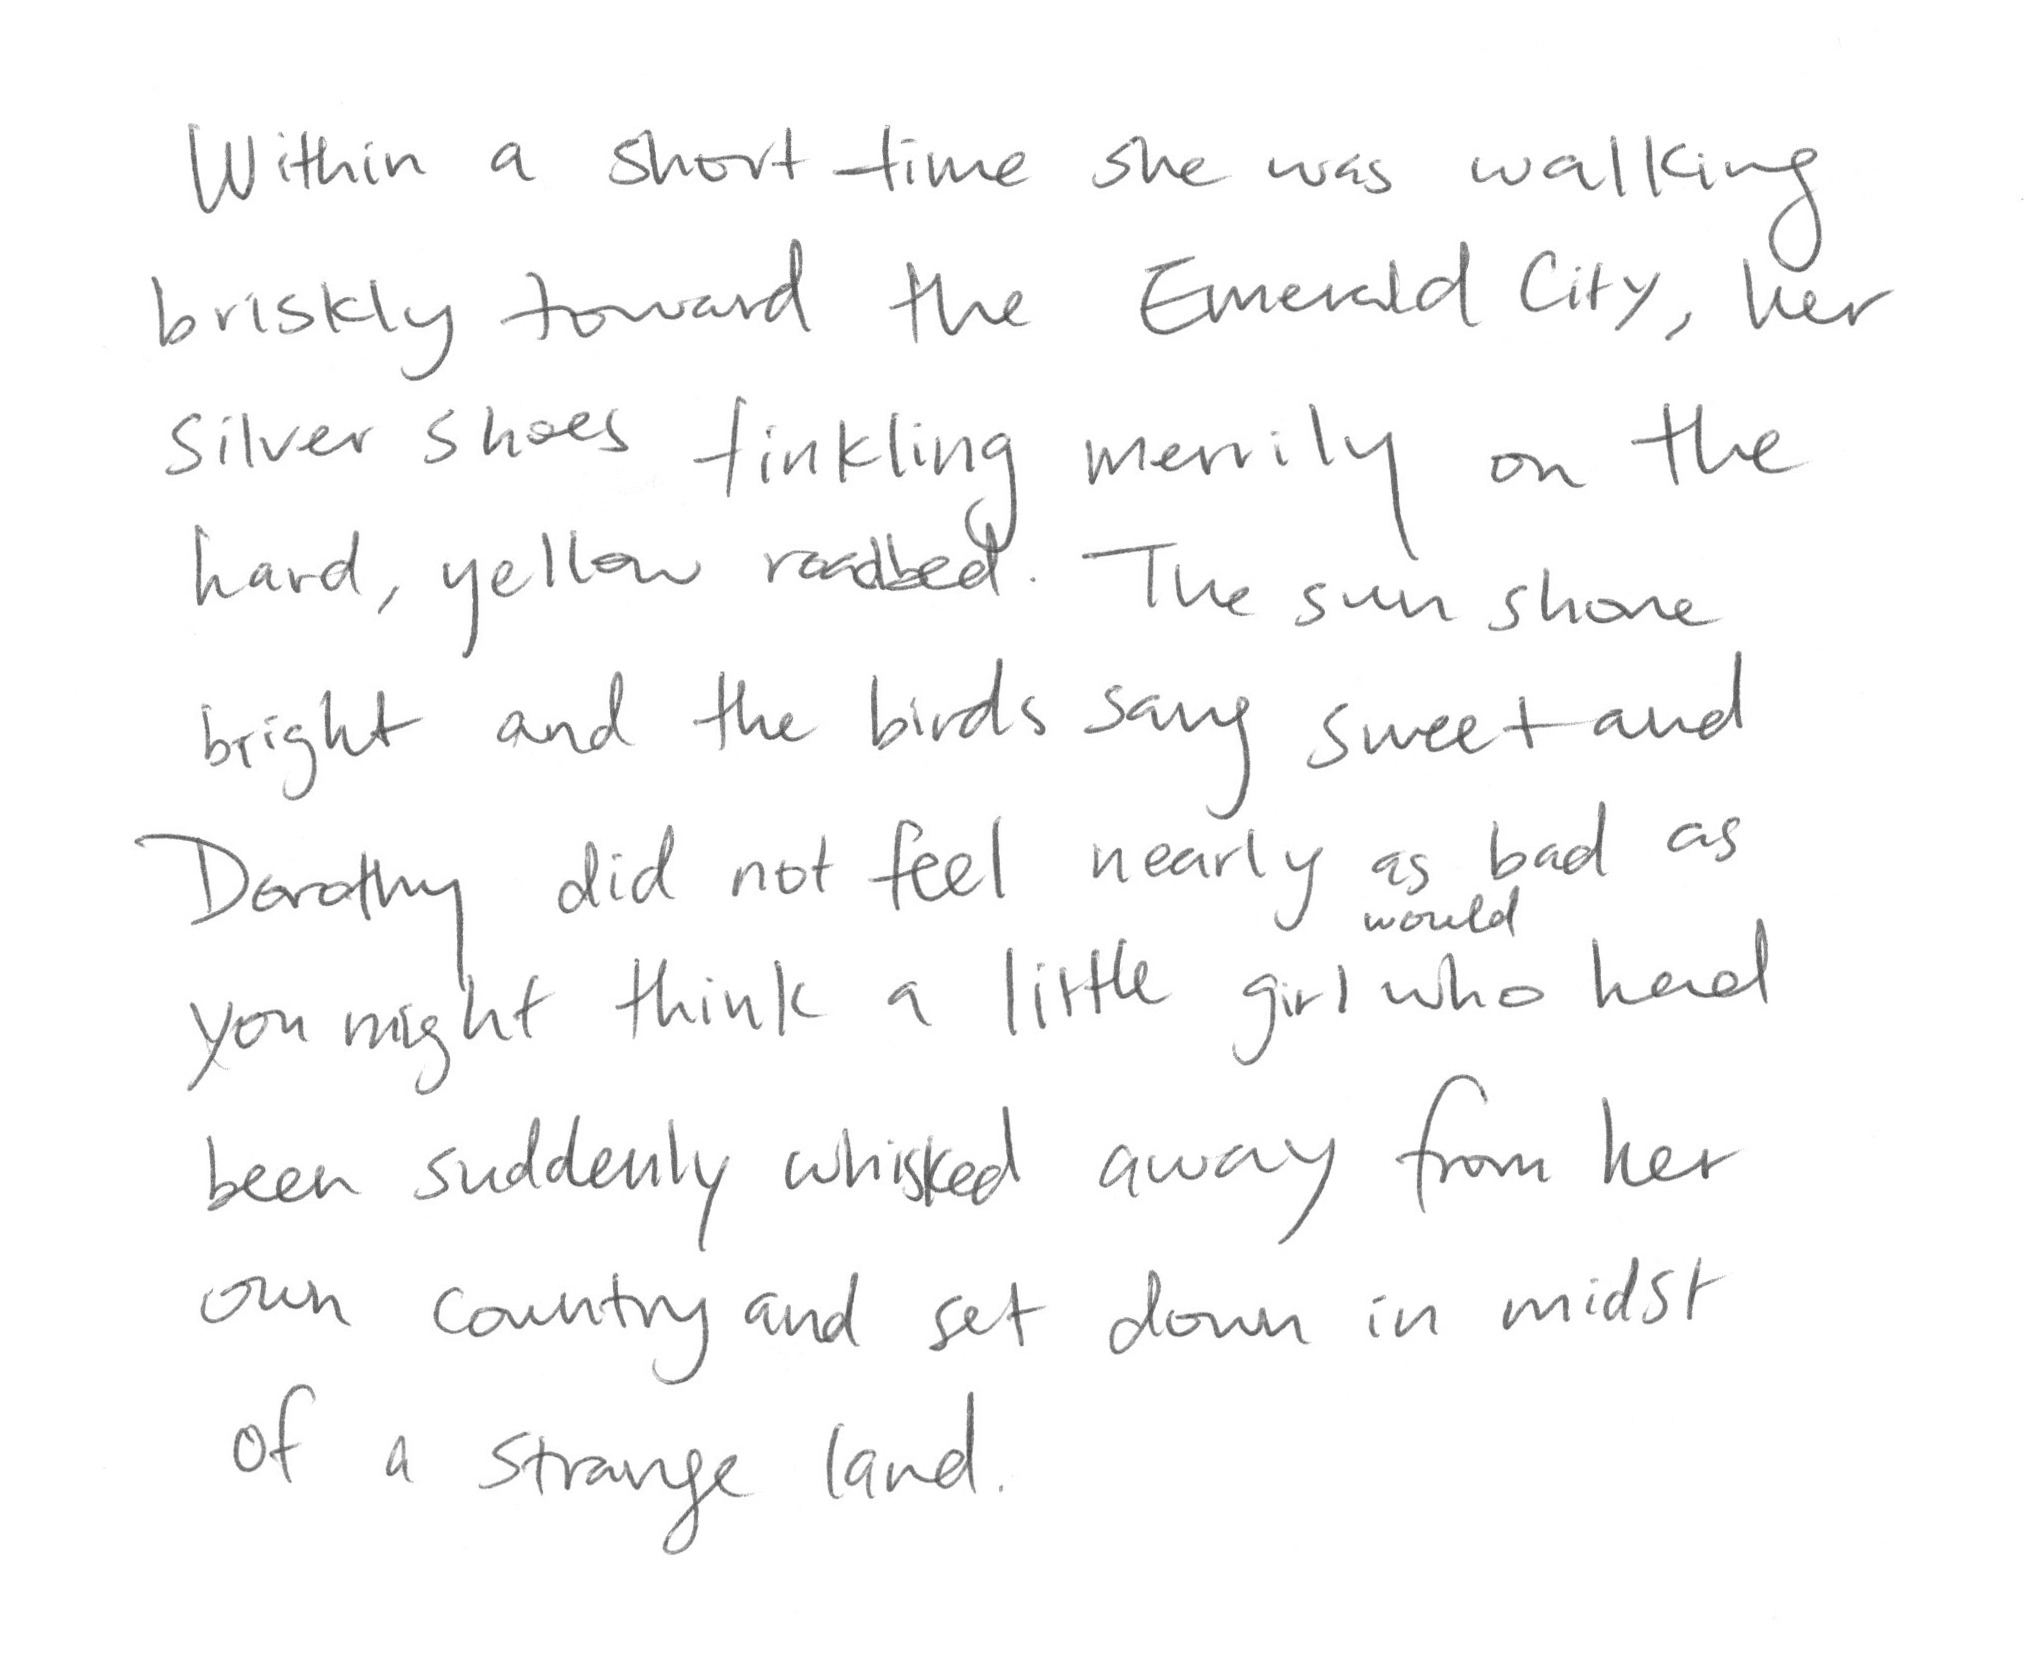 Within a short time she was walking
briskly toward the Emerald City, her
silver shoes tinkling merrily on the
hard, yellow roadbed. The sun shone
bright and the birds sang sweet and
Dorothy did not feel nearly as bad as
would
you might think a little girl who had
been suddenly whisked away from her
own country and set down in midst
of a strange land.